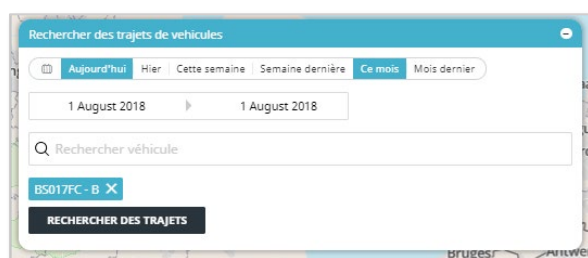 Rechercher des trajets de vehicules
Aujourd'hui Hier Cette semaine Semaine dernière Ce mois Mois dernier
1 August 2018 1 August 2018
Rechercher véhicule
BS017FC - B
RECHERCHER DES TRAJETS
Bruges